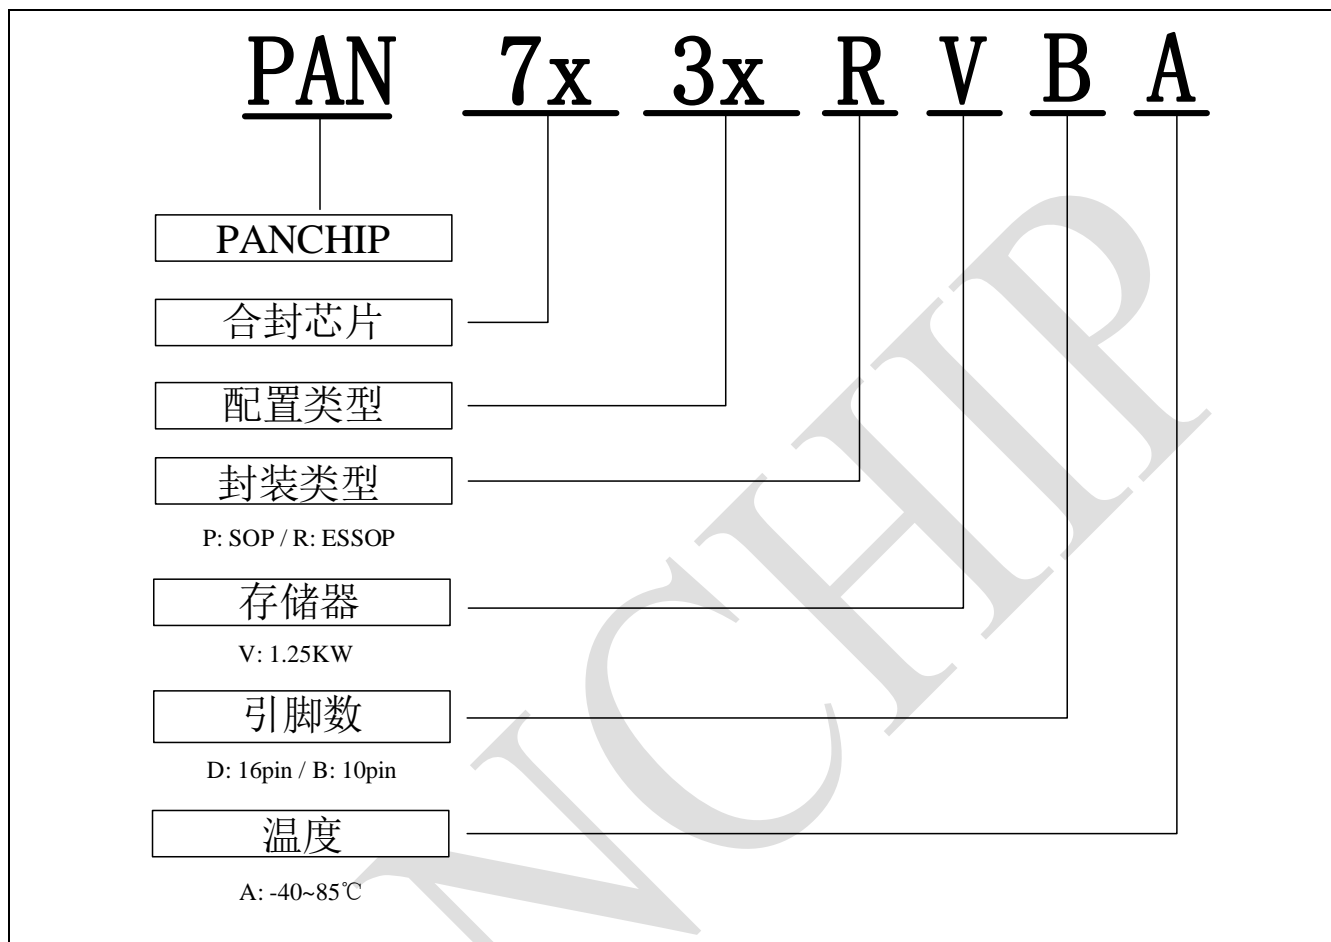 PAN 7x 3x R V B A
PANCHIP
合封芯片
配置类型
封装类型
P: SOP / R: ESSOP
存储器
V: 1.25KW
引脚数
D: 16pin / B: 10pin
温度
A: -40~85℃
NCHIP